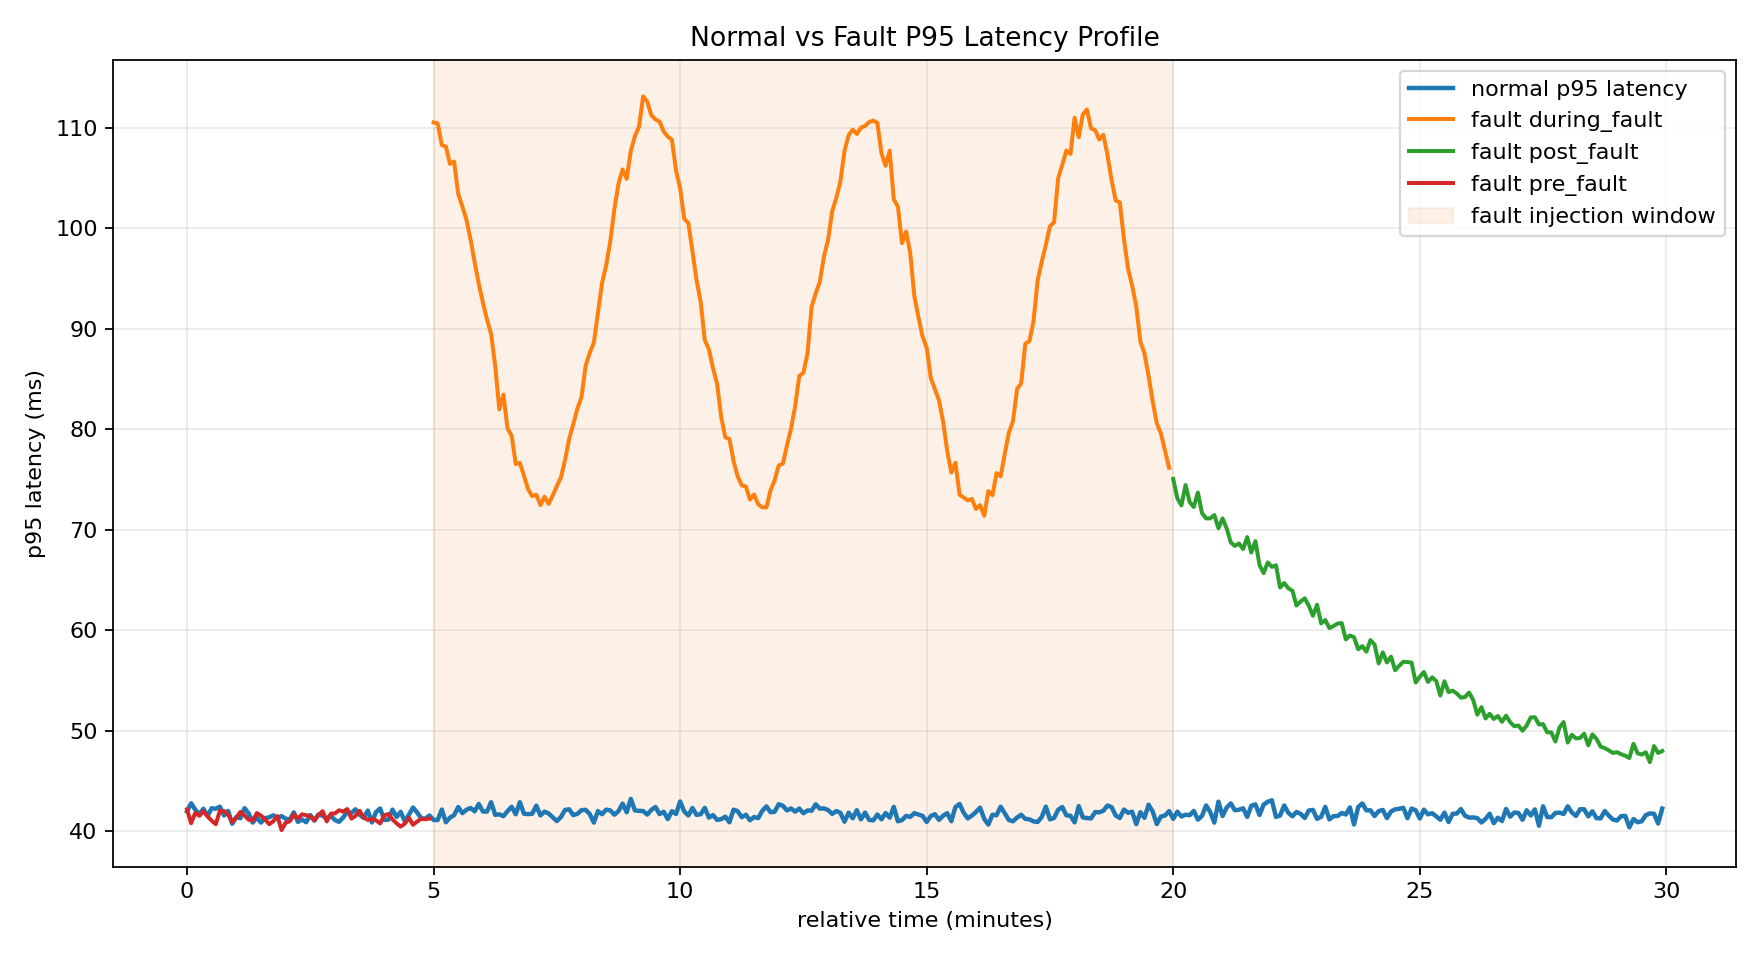 Normal vs Fault P95 Latency Profile
normal p95 latency
fault during_fault
fault post_fault
fault pre_fault
fault injection window
p95 latency (ms)
110
100
90
80
70
60
50
40
0 5 10 15 20 25 30
relative time (minutes)